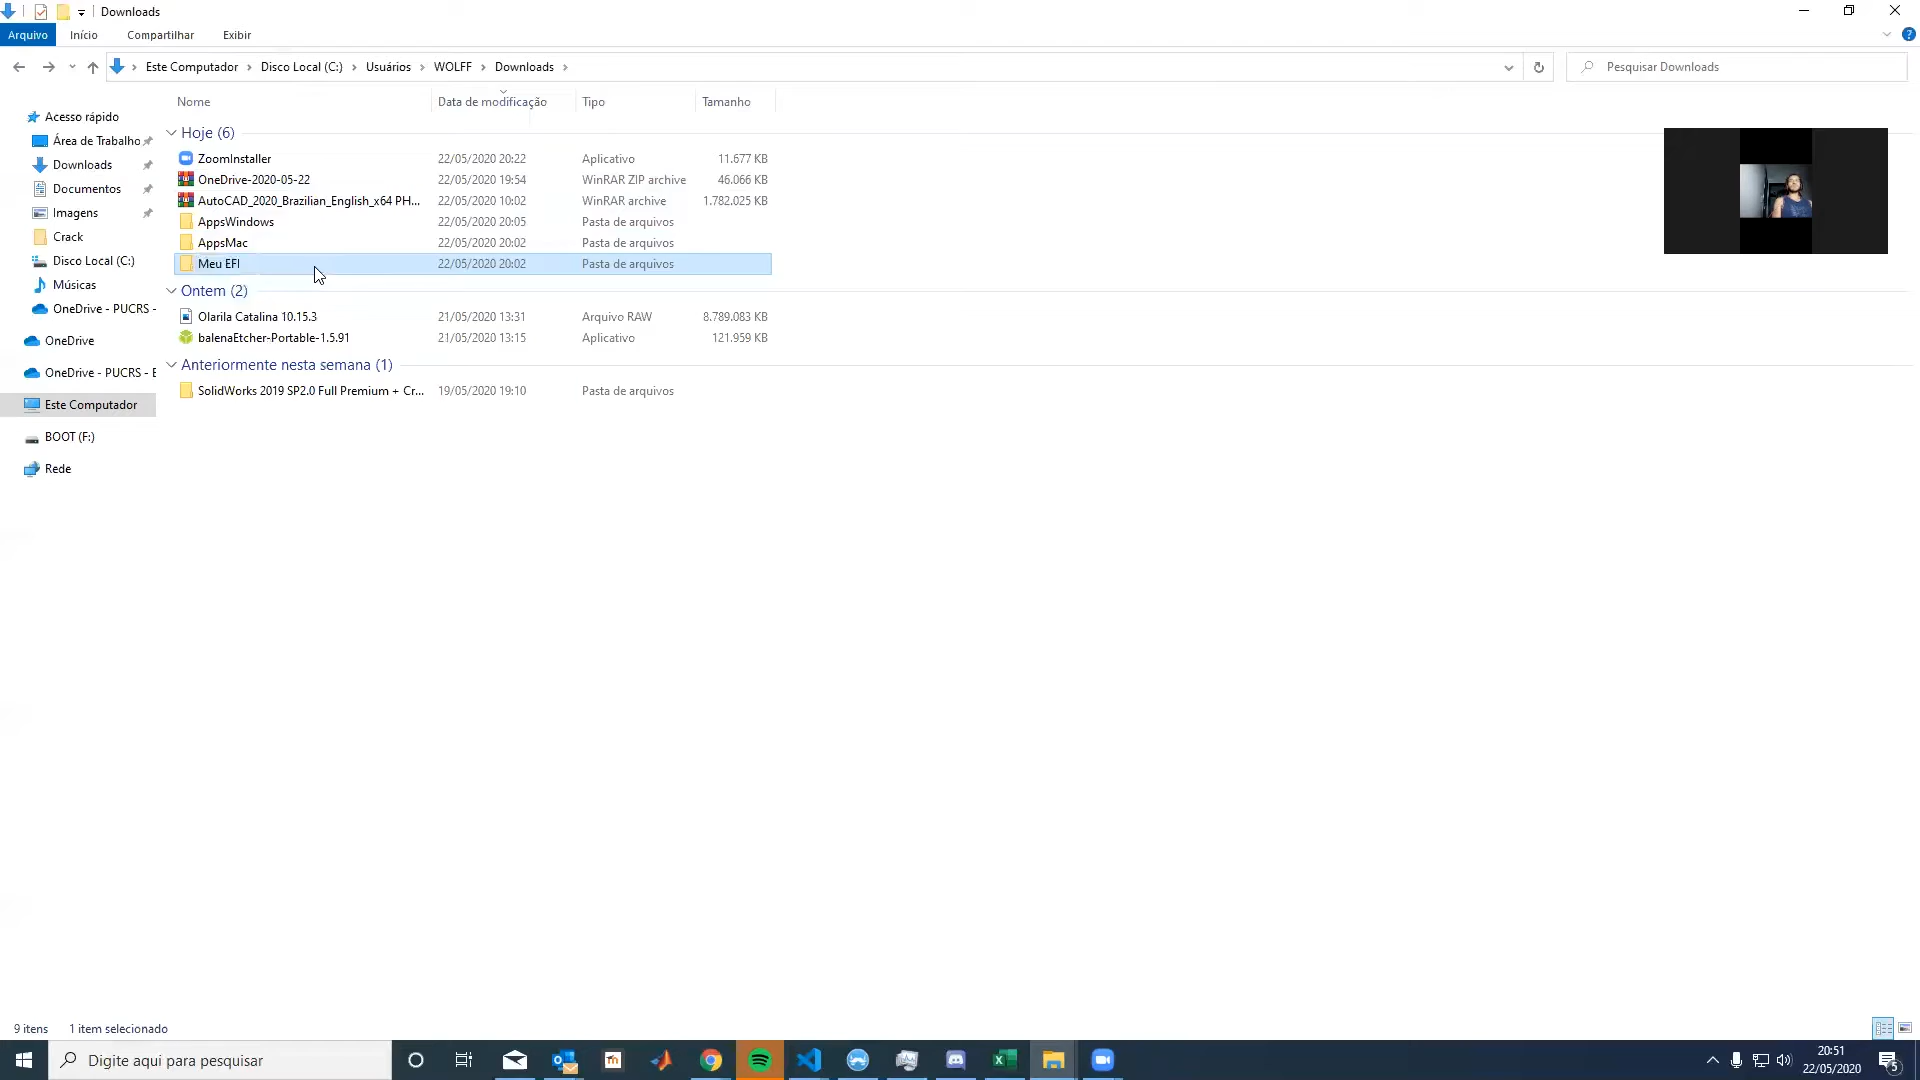 Downloads
Arquivo Início Compartilhar Exibir
Este Computador Disco Local (C:) Usuários WOLFF Downloads
Pesquisar Downloads
Nome Data de modificação Tipo Tamanho
Acesso rápido
Área de Trabalho
Downloads
Documentos
Imagens
Crack
Disco Local (C:)
Músicas
OneDrive - PUCRS -
OneDrive
OneDrive - PUCRS - E
Este Computador
BOOT (F:)
Rede
Hoje (6)
ZoomInstaller 22/05/2020 20:22 Aplicativo 11.677 KB
OneDrive-2020-05-22 22/05/2020 19:54 WinRAR ZIP archive 46.066 KB
AutoCAD_2020_Brazilian_English_x64 PH... 22/05/2020 10:02 WinRAR archive 1.782.025 KB
AppsWindows 22/05/2020 20:05 Pasta de arquivos
AppsMac 22/05/2020 20:02 Pasta de arquivos
Meu EFI 22/05/2020 20:02 Pasta de arquivos
Ontem (2)
Olarila Catalina 10.15.3 21/05/2020 13:31 Arquivo RAW 8.789.083 KB
balenaEtcher-Portable-1.5.91 21/05/2020 13:15 Aplicativo 121.959 KB
Anteriormente nesta semana (1)
SolidWorks 2019 SP2.0 Full Premium + Cr... 19/05/2020 19:10 Pasta de arquivos
9 itens 1 item selecionado
Digite aqui para pesquisar
20:51
22/05/2020
5